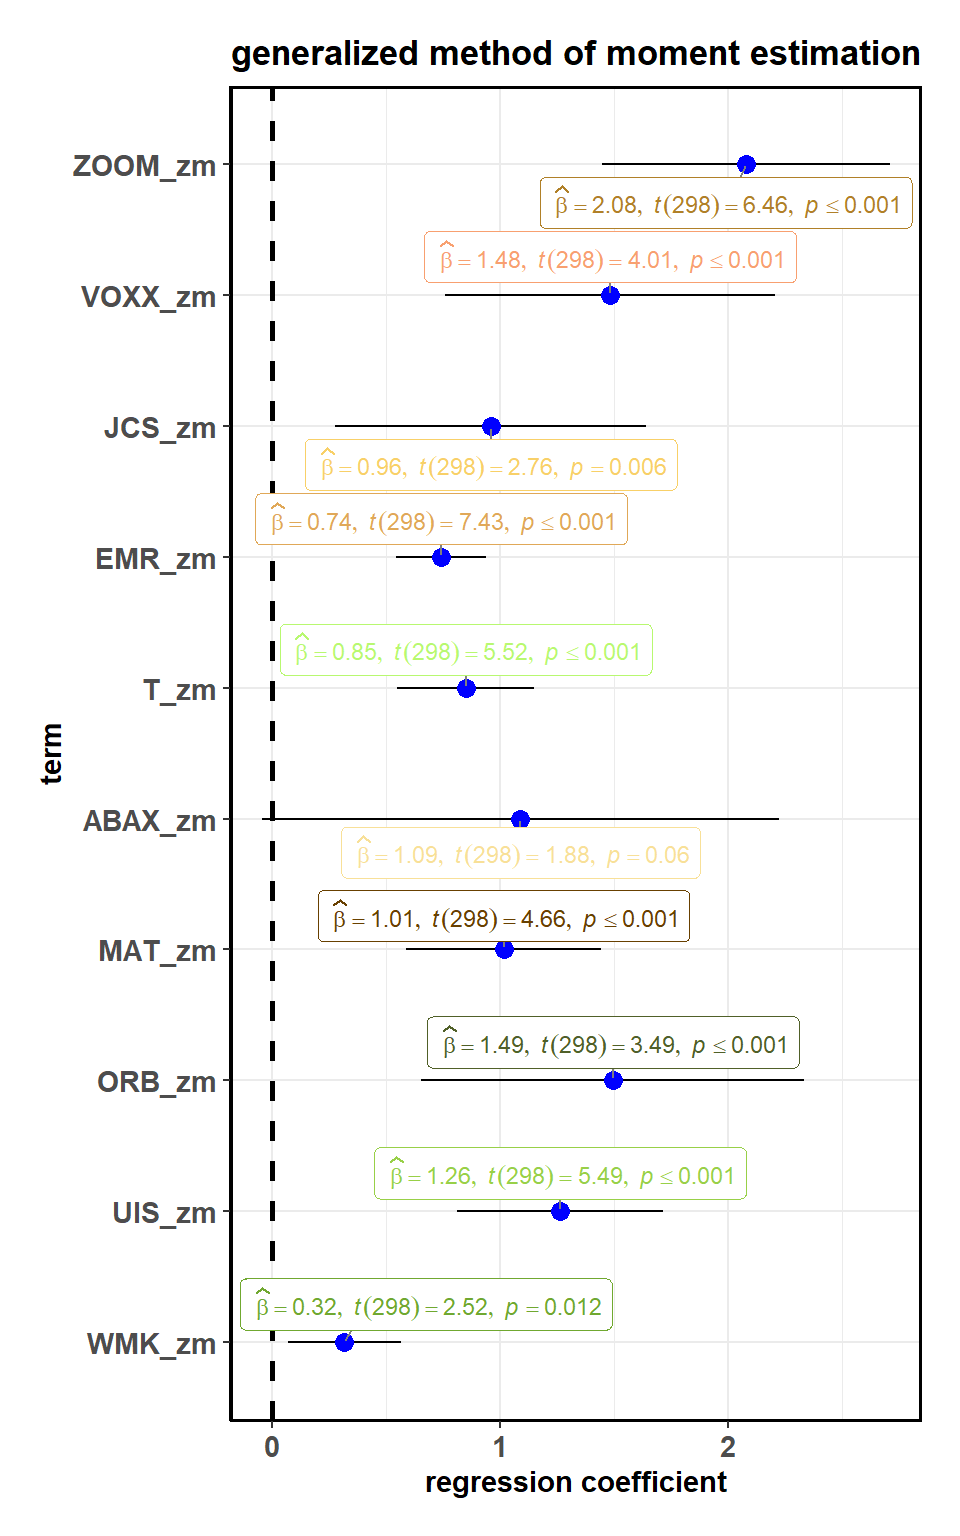 generalized method of moment estimation
ZOOM_zm
β̂ = 2.08, t(298) = 6.46, p ≤ 0.001
β̂ = 1.48, t(298) = 4.01, p ≤ 0.001
VOXX_zm
JCS_zm
β̂ = 0.96, t(298) = 2.76, p = 0.006
β̂ = 0.74, t(298) = 7.43, p ≤ 0.001
EMR_zm
β̂ = 0.85, t(298) = 5.52, p ≤ 0.001
T_zm
term
ABAX_zm
β̂ = 1.09, t(298) = 1.88, p = 0.06
β̂ = 1.01, t(298) = 4.66, p ≤ 0.001
MAT_zm
β̂ = 1.49, t(298) = 3.49, p ≤ 0.001
ORB_zm
β̂ = 1.26, t(298) = 5.49, p ≤ 0.001
UIS_zm
β̂ = 0.32, t(298) = 2.52, p = 0.012
WMK_zm
0 1 2
regression coefficient